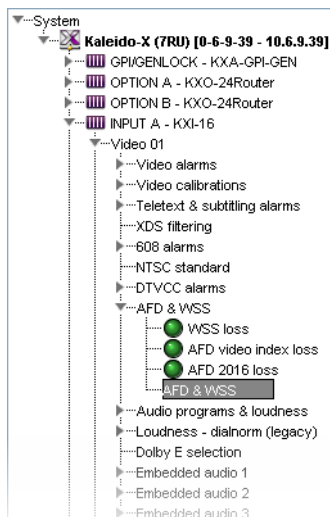 System
Kaleido-X (7RU) [0-6-9-39 - 10.6.9.39]
GPI/GENLOCK - KXA-GPI-GEN
OPTION A - KXO-24Router
OPTION B - KXO-24Router
INPUT A - KXI-16
Video 01
Video alarms
Video calibrations
Teletext & subtitling alarms
XDS filtering
608 alarms
NTSC standard
DTVCC alarms
AFD & WSS
WSS loss
AFD video index loss
AFD 2016 loss
AFD & WSS
Audio programs & loudness
Loudness - dialnorm (legacy)
Dolby E selection
Embedded audio 1
Embedded audio 2
Embedded audio 3